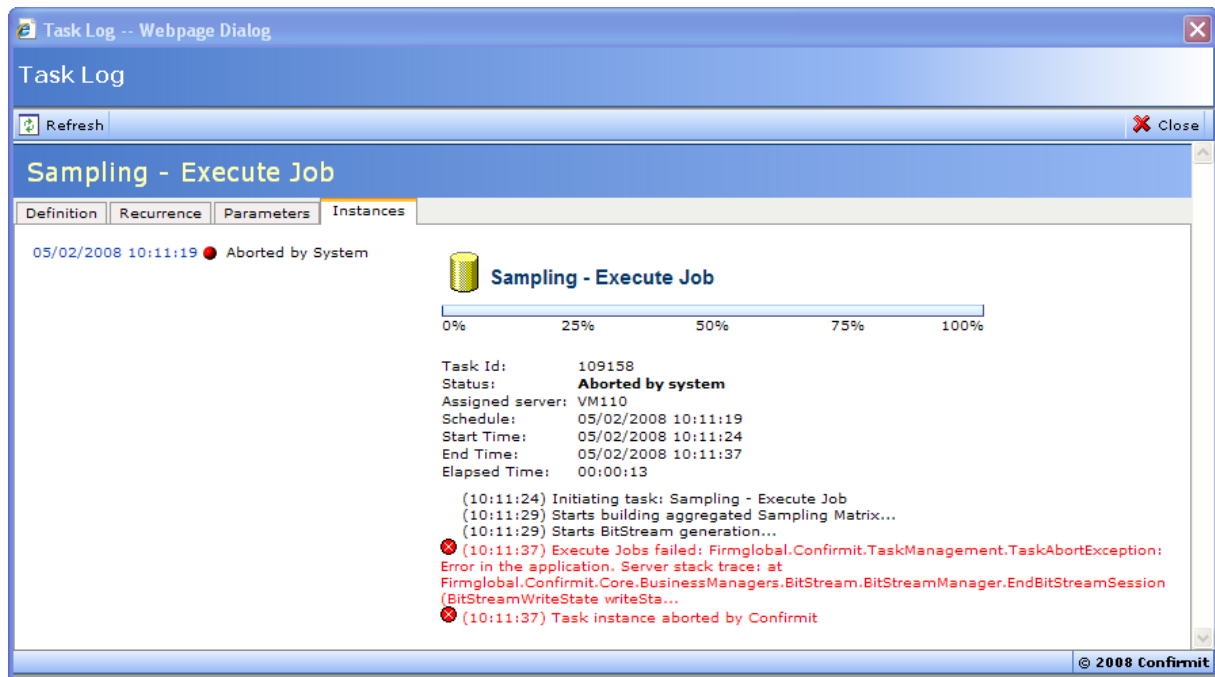 Task Log -- Webpage Dialog
Task Log
Refresh
Close
Sampling - Execute Job
Definition
Recurrence
Parameters
Instances
05/02/2008 10:11:19 Aborted by System
Sampling - Execute Job
0% 25% 50% 75% 100%
Task Id: 109158
Status: Aborted by system
Assigned server: VM110
Schedule: 05/02/2008 10:11:19
Start Time: 05/02/2008 10:11:24
End Time: 05/02/2008 10:11:37
Elapsed Time: 00:00:13
(10:11:24) Initiating task: Sampling - Execute Job
(10:11:29) Starts building aggregated Sampling Matrix...
(10:11:29) Starts BitStream generation...
(10:11:37) Execute Jobs failed: Firmglobal.Confirmit.TaskManagement.TaskAbortException:
Error in the application. Server stack trace: at
Firmglobal.Confirmit.Core.BusinessManagers.BitStream.BitStreamManager.EndBitStreamSession
(BitStreamWriteState writeSta...
(10:11:37) Task instance aborted by Confirmit
© 2008 Confirmit